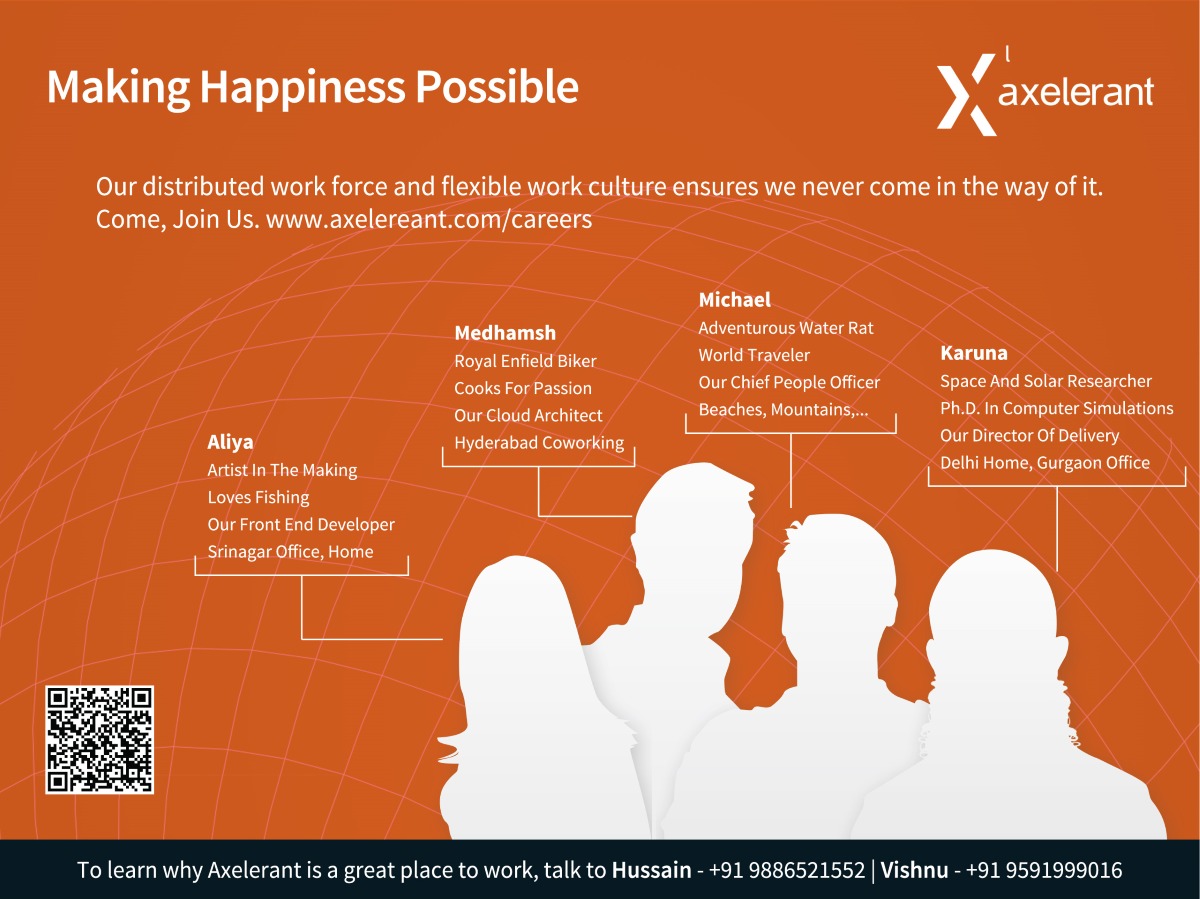 Making Happiness Possible
axelerant
Our distributed work force and flexible work culture ensures we never come in the way of it.
Come, Join Us. www.axelereant.com/careers
Michael
Adventurous Water Rat
World Traveler
Our Chief People Officer
Beaches, Mountains,...
Medhamsh
Royal Enfield Biker
Cooks For Passion
Our Cloud Architect
Hyderabad Coworking
Karuna
Space And Solar Researcher
Ph.D. In Computer Simulations
Our Director Of Delivery
Delhi Home, Gurgaon Office
Aliya
Artist In The Making
Loves Fishing
Our Front End Developer
Srinagar Office, Home
To learn why Axelerant is a great place to work, talk to Hussain - +91 9886521552 | Vishnu - +91 9591999016